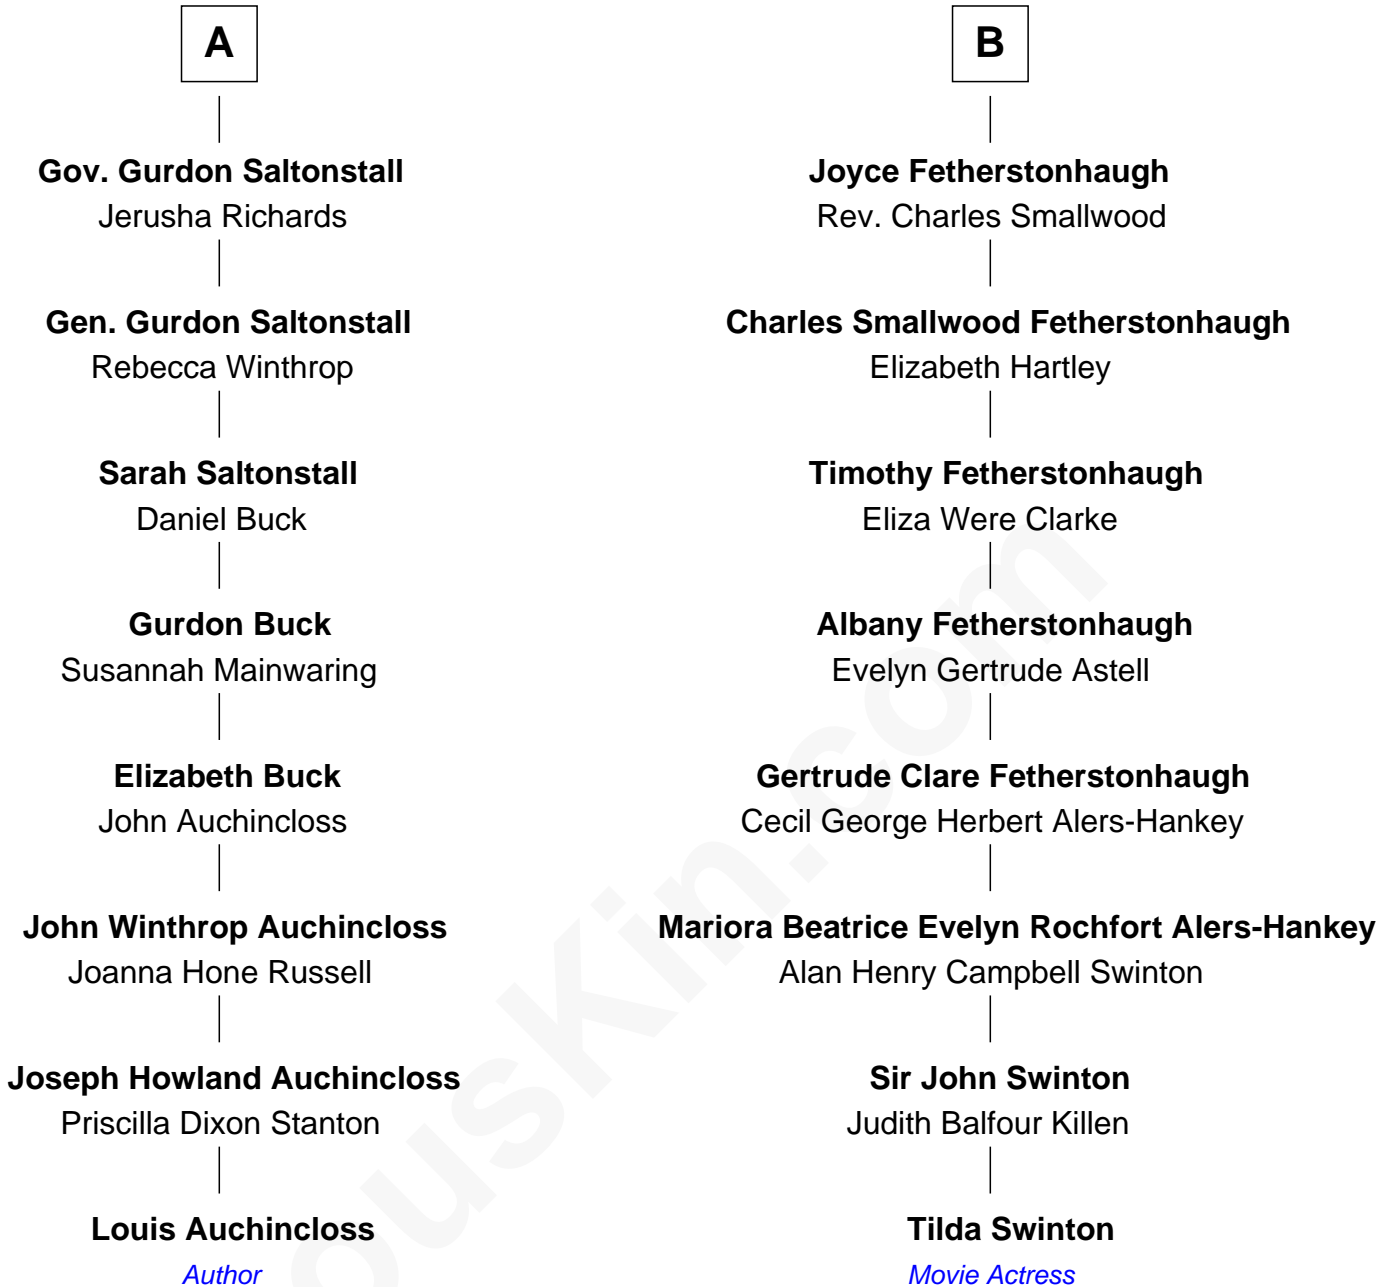 A
Gov. Gurdon Saltonstall
Jerusha Richards
Gen. Gurdon Saltonstall
Rebecca Winthrop
Sarah Saltonstall
Daniel Buck
Gurdon Buck
Susannah Mainwaring
Elizabeth Buck
John Auchincloss
John Winthrop Auchincloss
Joanna Hone Russell
Joseph Howland Auchincloss
Priscilla Dixon Stanton
Louis Auchincloss
Author
B
Joyce Fetherstonhaugh
Rev. Charles Smallwood
Charles Smallwood Fetherstonhaugh
Elizabeth Hartley
Timothy Fetherstonhaugh
Eliza Were Clarke
Albany Fetherstonhaugh
Evelyn Gertrude Astell
Gertrude Clare Fetherstonhaugh
Cecil George Herbert Alers-Hankey
Mariora Beatrice Evelyn Rochfort Alers-Hankey
Alan Henry Campbell Swinton
Sir John Swinton
Judith Balfour Killen
Tilda Swinton
Movie Actress
ousKin.com